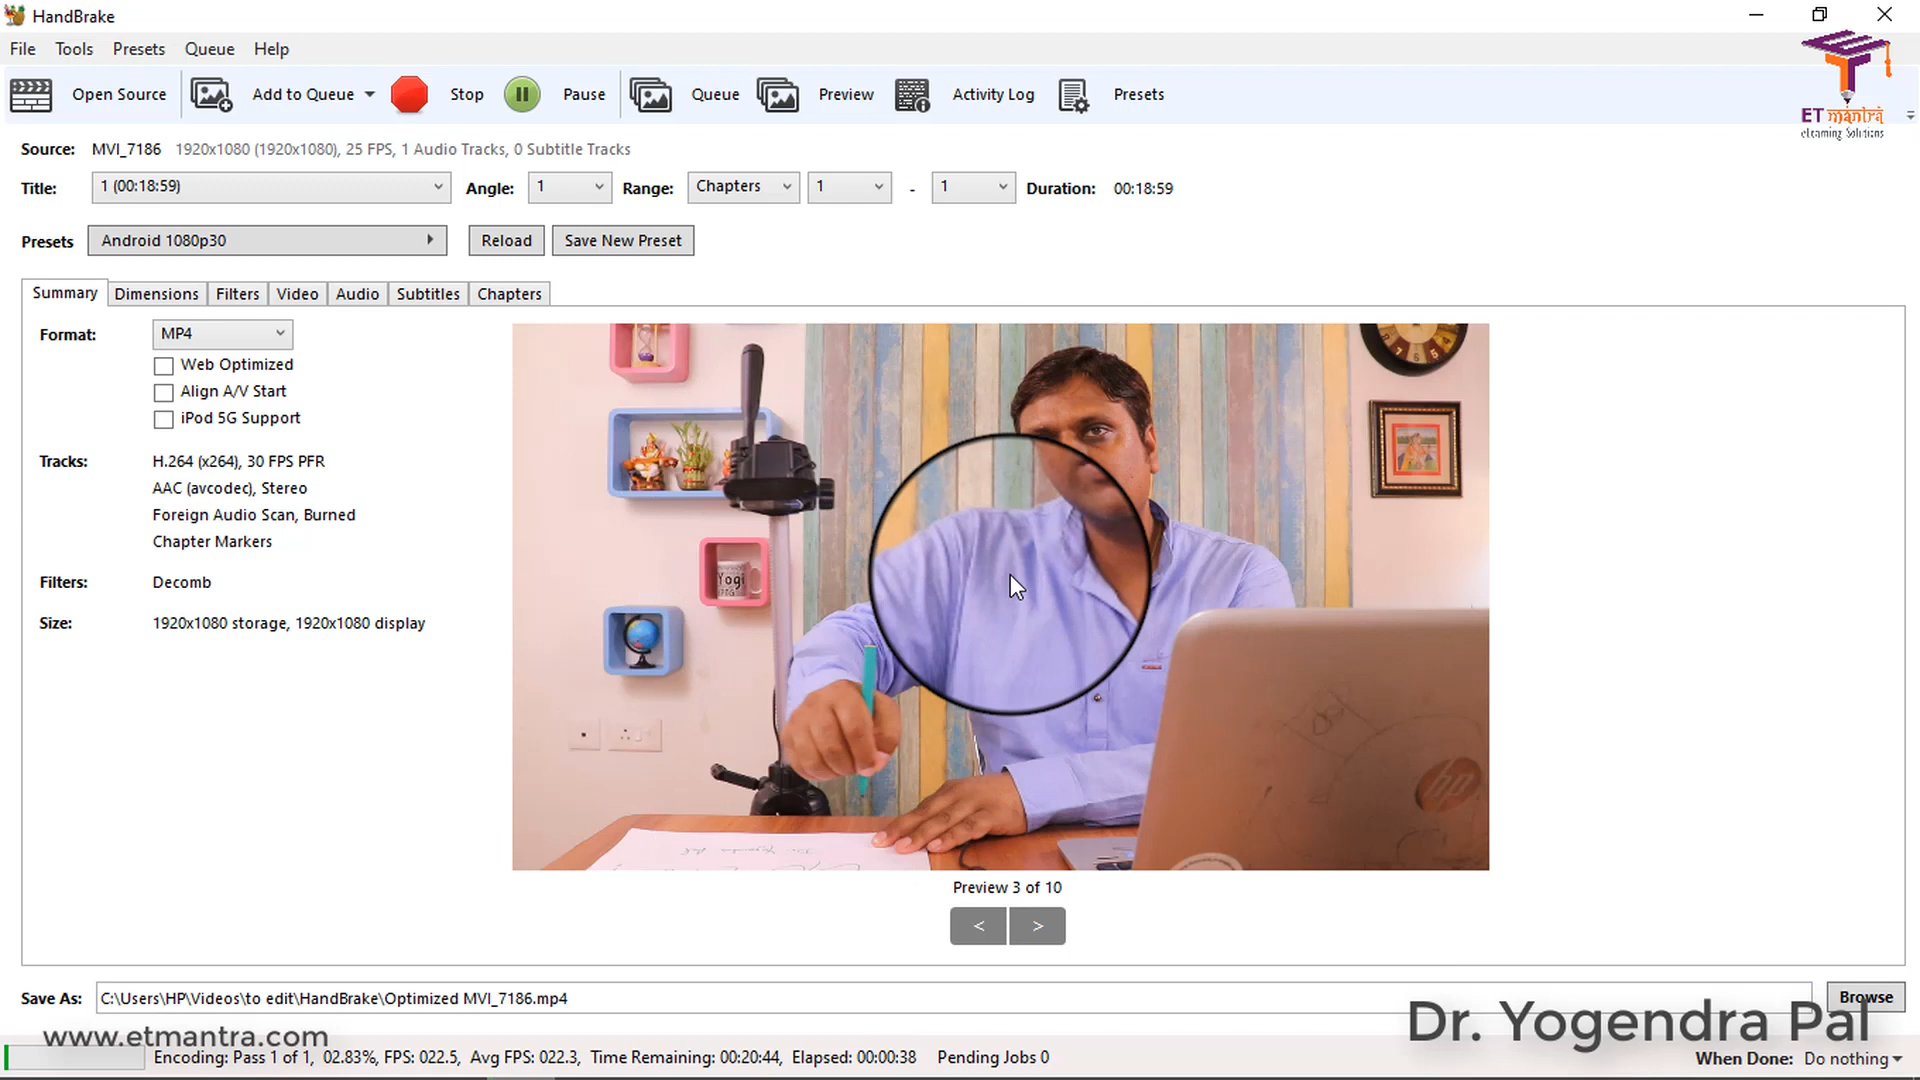 HandBrake
File Tools Presets Queue Help
Open Source Add to Queue Stop Pause Queue Preview Activity Log Presets
ET mantra
eLearning Solutions
Source: MVI_7186 1920x1080 (1920x1080), 25 FPS, 1 Audio Tracks, 0 Subtitle Tracks
Title: 1 (00:18:59) Angle: 1 Range: Chapters 1 - 1 Duration: 00:18:59
Presets Android 1080p30 Reload Save New Preset
Summary Dimensions Filters Video Audio Subtitles Chapters
Format: MP4
Web Optimized
Align A/V Start
iPod 5G Support
Tracks: H.264 (x264), 30 FPS PFR
AAC (avcodec), Stereo
Foreign Audio Scan, Burned
Chapter Markers
Filters: Decomb
Size: 1920x1080 storage, 1920x1080 display
Yogi
hp
Preview 3 of 10
< >
Save As: C:\Users\HP\Videos\to edit\HandBrake\Optimized MVI_7186.mp4 Browse
www.etmantra.com Dr. Yogendra Pal
Encoding: Pass 1 of 1, 02.83%, FPS: 022.5, Avg FPS: 022.3, Time Remaining: 00:20:44, Elapsed: 00:00:38 Pending Jobs 0 When Done: Do nothing